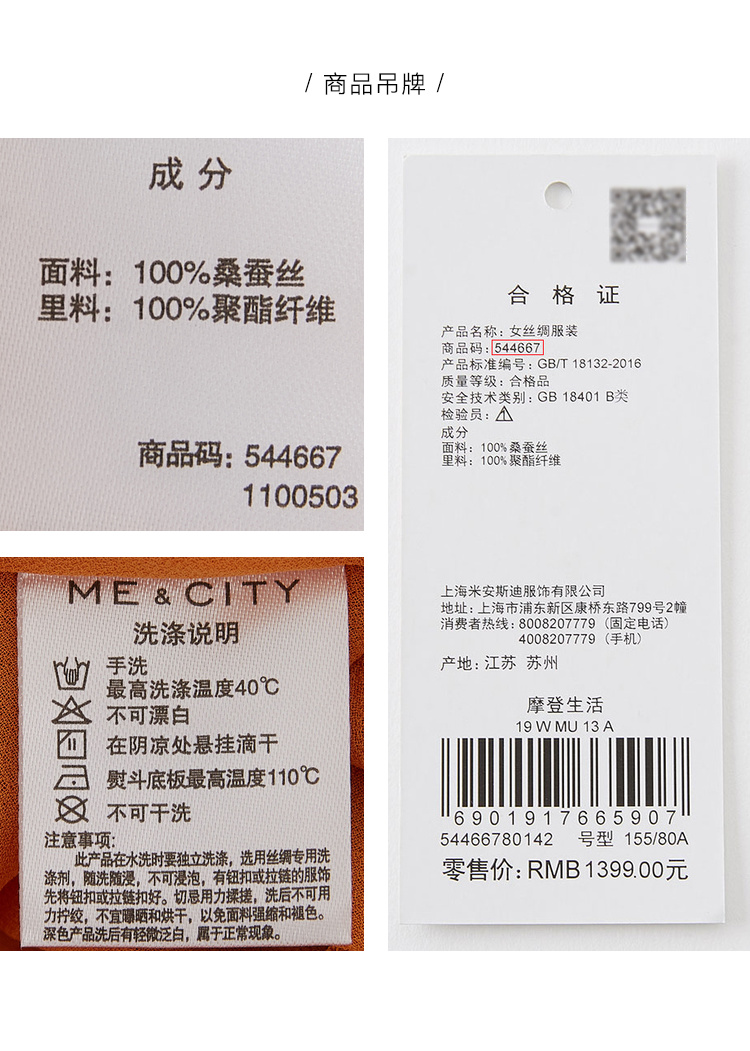 / 商品吊牌 /
成 分
面料：100%桑蚕丝
里料：100%聚酯纤维
商品码：544667
1100503
ME & CITY
洗涤说明
手洗
最高洗涤温度40℃
不可漂白
在阴凉处悬挂滴干
熨斗底板最高温度110℃
不可干洗
注意事项:
此产品在水洗时要独立洗涤，选用丝绸专用洗
涤剂，随洗随浸，不可浸泡，有钮扣或拉链的服饰
先将钮扣或拉链扣好。切忌用力揉搓，洗后不可用
力拧绞，不宜曝晒和烘干，以免面料强缩和褪色。
深色产品洗后有轻微泛白，属于正常现象。
合 格 证
产品名称：女丝绸服装
商品码：544667
产品标准编号：GB/T 18132-2016
质量等级：合格品
安全技术类别：GB 18401 B类
检验员：
成分
面料：100%桑蚕丝
里料：100%聚酯纤维
上海米安斯迪服饰有限公司
地址：上海市浦东新区康桥东路799号2幢
消费者热线：8008207779（固定电话）
4008207779（手机）
产地：江苏 苏州
摩登生活
19 W MU 13 A
6901917665907
54466780142 号型 155/80A
零售价：RMB 1399.00元